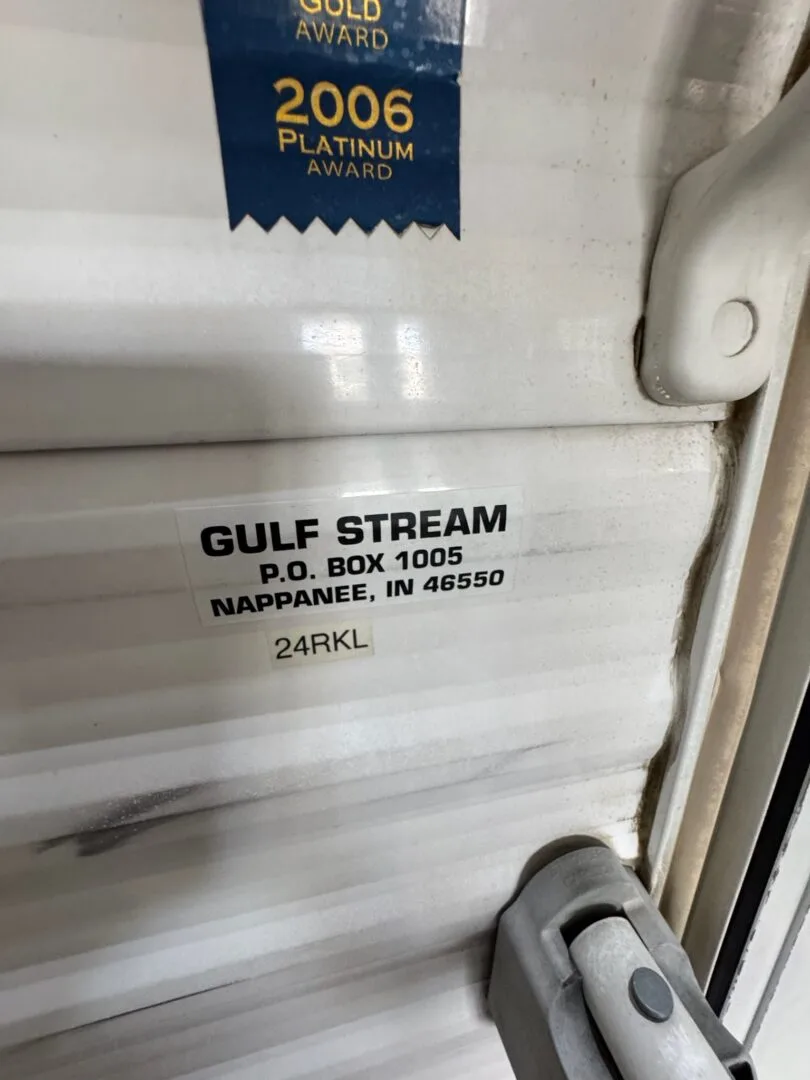 GOLD
AWARD
2006
PLATINUM
AWARD
GULF STREAM
P.O. BOX 1005
NAPPANEE, IN 46550
24RKL